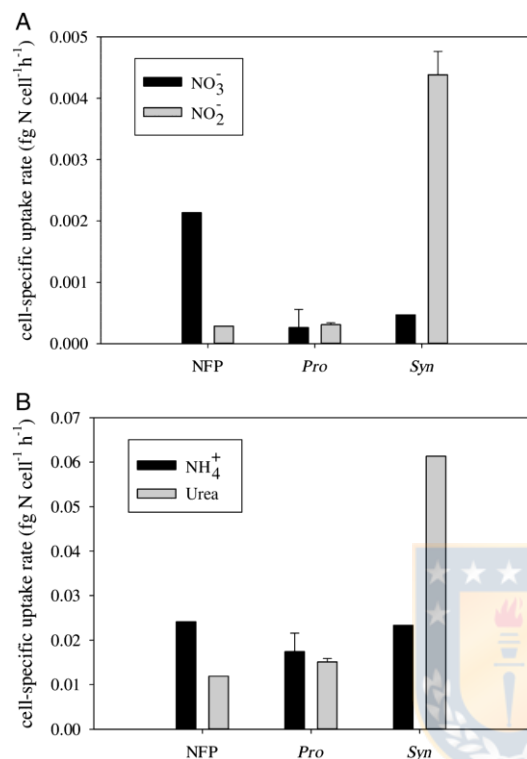 A
cell-specific uptake rate (fg N cell⁻¹h⁻¹)
0.005
0.004
0.003
0.002
0.001
0.000
NO₃⁻
NO₂⁻
NFP
Pro
Syn
B
cell-specific uptake rate (fg N cell⁻¹ h⁻¹)
0.07
0.06
0.05
0.04
0.03
0.02
0.01
0.00
NH₄⁺
Urea
NFP
Pro
Syn